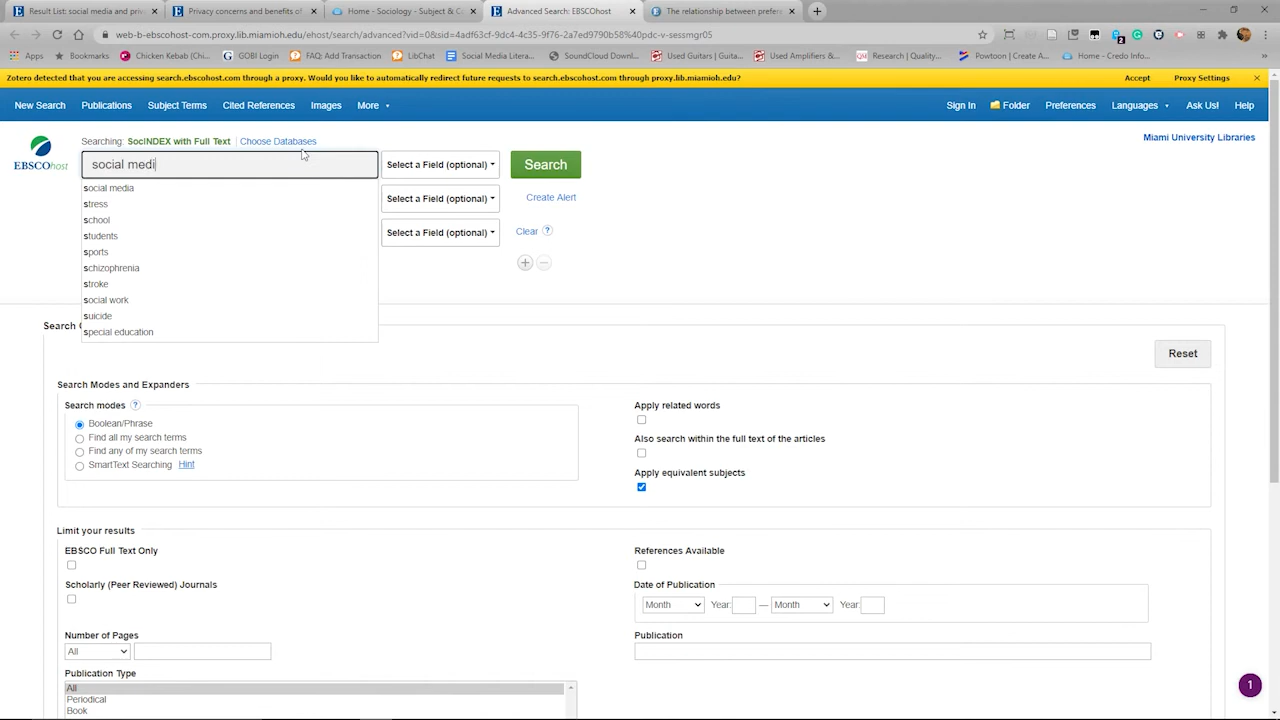 Result List: social media and priva
Privacy concerns and benefits of
Home - Sociology - Subject & C
Advanced Search: EBSCOhost
The relationship between prefere
web-b-ebscohost-com.proxy.lib.miamioh.edu/ehost/search/advanced?vid=0&sid=4adf63cf-9dc4-4c35-9f76-2a7ed9790b58%40pdc-v-sessmgr05
Apps
Bookmarks
Chicken Kebab (Chi...
GOBI Login
FAQ: Add Transaction
LibChat
Social Media Litera...
SoundCloud Downl...
Used Guitars | Guita...
Used Amplifiers &...
Research | Quality...
Powtoon | Create A...
Home - Credo Info...
Zotero detected that you are accessing search.ebscohost.com through a proxy. Would you like to automatically redirect future requests to search.ebscohost.com through proxy.lib.miamioh.edu?
Accept
Proxy Settings
New Search
Publications
Subject Terms
Cited References
Images
More
Sign In
Folder
Preferences
Languages
Ask Us!
Help
Searching: SocINDEX with Full Text | Choose Databases
Miami University Libraries
EBSCOhost
social medi
Select a Field (optional)
Search
social media
stress
Select a Field (optional)
Create Alert
school
students
Select a Field (optional)
Clear
sports
schizophrenia
stroke
social work
suicide
special education
Search O
Reset
Search Modes and Expanders
Search modes
Boolean/Phrase
Find all my search terms
Find any of my search terms
SmartText Searching Hint
Apply related words
Also search within the full text of the articles
Apply equivalent subjects
Limit your results
EBSCO Full Text Only
References Available
Scholarly (Peer Reviewed) Journals
Date of Publication
Month Year: — Month Year:
Number of Pages
All
Publication
Publication Type
All
Periodical
Book
1